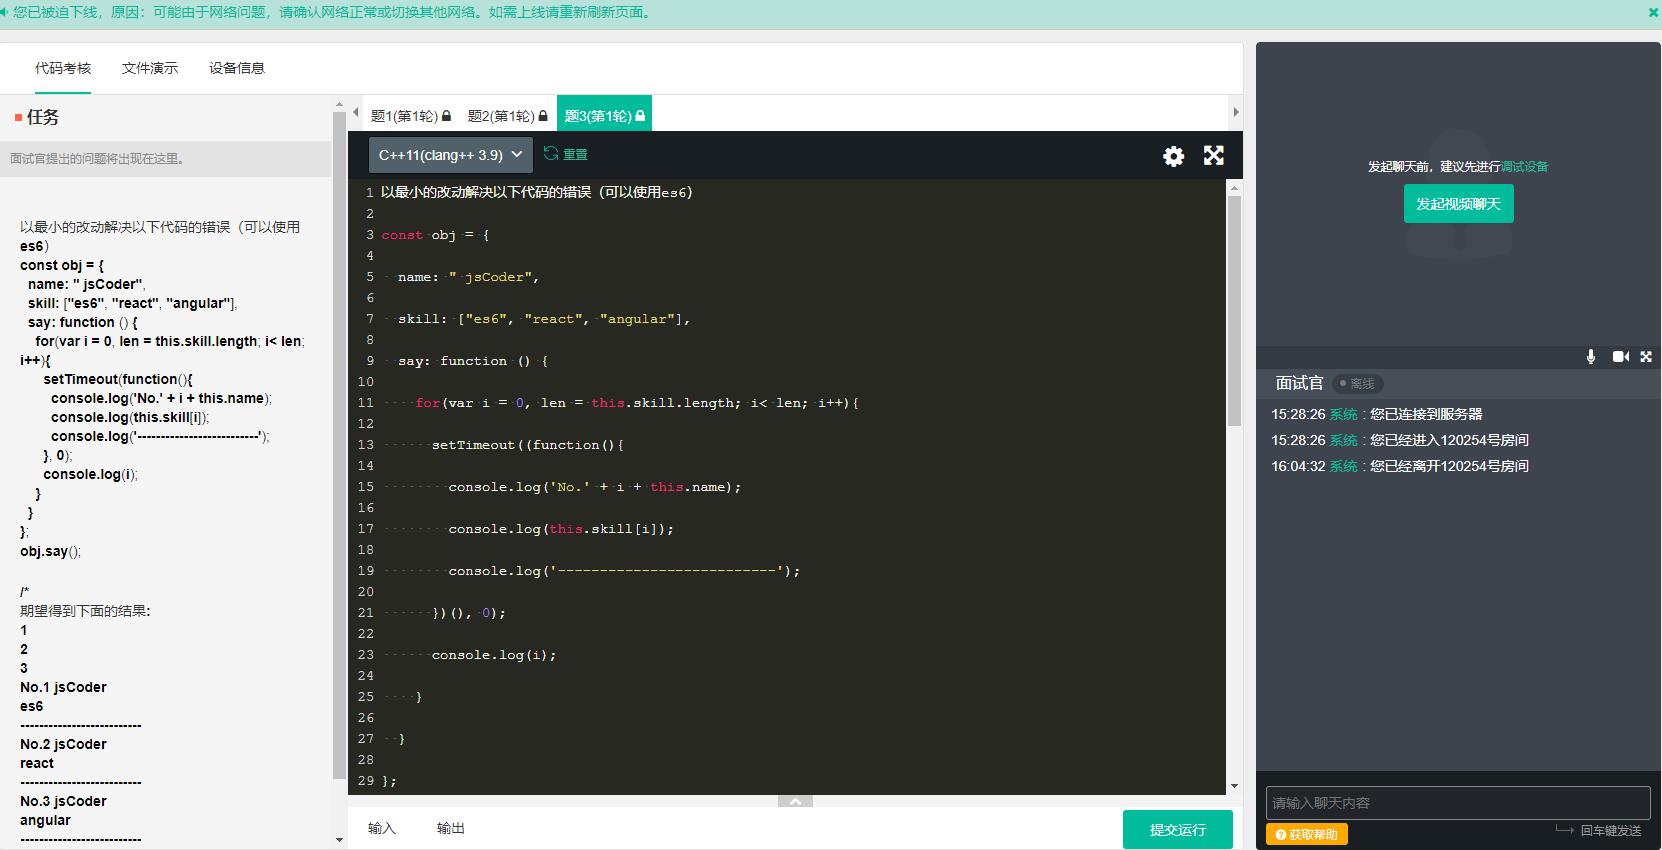 您已被迫下线，原因：可能由于网络问题，请确认网络正常或切换其他网络。如需上线请重新刷新页面。
代码考核 文件演示 设备信息
任务
面试官提出的问题将出现在这里。
以最小的改动解决以下代码的错误（可以使用
es6）
const obj = {
name: " jsCoder",
skill: ["es6", "react", "angular"],
say: function () {
for(var i = 0, len = this.skill.length; i< len;
i++){
setTimeout(function(){
console.log('No.' + i + this.name);
console.log(this.skill[i]);
console.log('--------------------------');
}, 0);
console.log(i);
}
}
};
obj.say();
/*
期望得到下面的结果:
1
2
3
No.1 jsCoder
es6
--------------------------
No.2 jsCoder
react
--------------------------
No.3 jsCoder
angular
--------------------------
题1(第1轮) 题2(第1轮) 题3(第1轮)
C++11(clang++ 3.9) 重置
1 以最小的改动解决以下代码的错误（可以使用es6）
2
3 const obj = {
4
5 name: " jsCoder",
6
7 skill: ["es6", "react", "angular"],
8
9 say: function () {
10
11 for(var i = 0, len = this.skill.length; i< len; i++){
12
13 setTimeout((function(){
14
15 console.log('No.' + i + this.name);
16
17 console.log(this.skill[i]);
18
19 console.log('--------------------------');
20
21 })(), 0);
22
23 console.log(i);
24
25 }
26
27 }
28
29 };
输入 输出
提交运行
发起聊天前，建议先进行调试设备
发起视频聊天
面试官 离线
15:28:26 系统 : 您已连接到服务器
15:28:26 系统 : 您已经进入120254号房间
16:04:32 系统 : 您已经离开120254号房间
请输入聊天内容
获取帮助 回车键发送